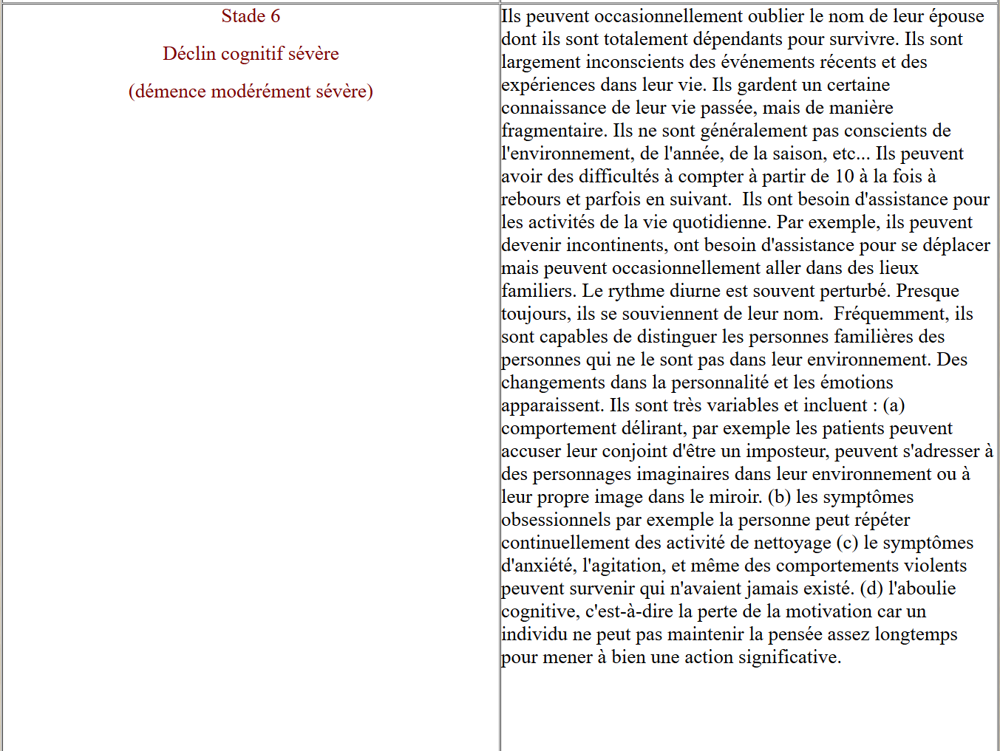 Stade 6
Déclin cognitif sévère
(démence modérément sévère)
Ils peuvent occasionnellement oublier le nom de leur épouse
dont ils sont totalement dépendants pour survivre. Ils sont
largement inconscients des événements récents et des
expériences dans leur vie. Ils gardent un certaine
connaissance de leur vie passée, mais de manière
fragmentaire. Ils ne sont généralement pas conscients de
l'environnement, de l'année, de la saison, etc... Ils peuvent
avoir des difficultés à compter à partir de 10 à la fois à
rebours et parfois en suivant.  Ils ont besoin d'assistance pour
les activités de la vie quotidienne. Par exemple, ils peuvent
devenir incontinents, ont besoin d'assistance pour se déplacer
mais peuvent occasionnellement aller dans des lieux
familiers. Le rythme diurne est souvent perturbé. Presque
toujours, ils se souviennent de leur nom.  Fréquemment, ils
sont capables de distinguer les personnes familières des
personnes qui ne le sont pas dans leur environnement. Des
changements dans la personnalité et les émotions
apparaissent. Ils sont très variables et incluent : (a)
comportement délirant, par exemple les patients peuvent
accuser leur conjoint d'être un imposteur, peuvent s'adresser à
des personnages imaginaires dans leur environnement ou à
leur propre image dans le miroir. (b) les symptômes
obsessionnels par exemple la personne peut répéter
continuellement des activité de nettoyage (c) le symptômes
d'anxiété, l'agitation, et même des comportements violents
peuvent survenir qui n'avaient jamais existé. (d) l'aboulie
cognitive, c'est-à-dire la perte de la motivation car un
individu ne peut pas maintenir la pensée assez longtemps
pour mener à bien une action significative.